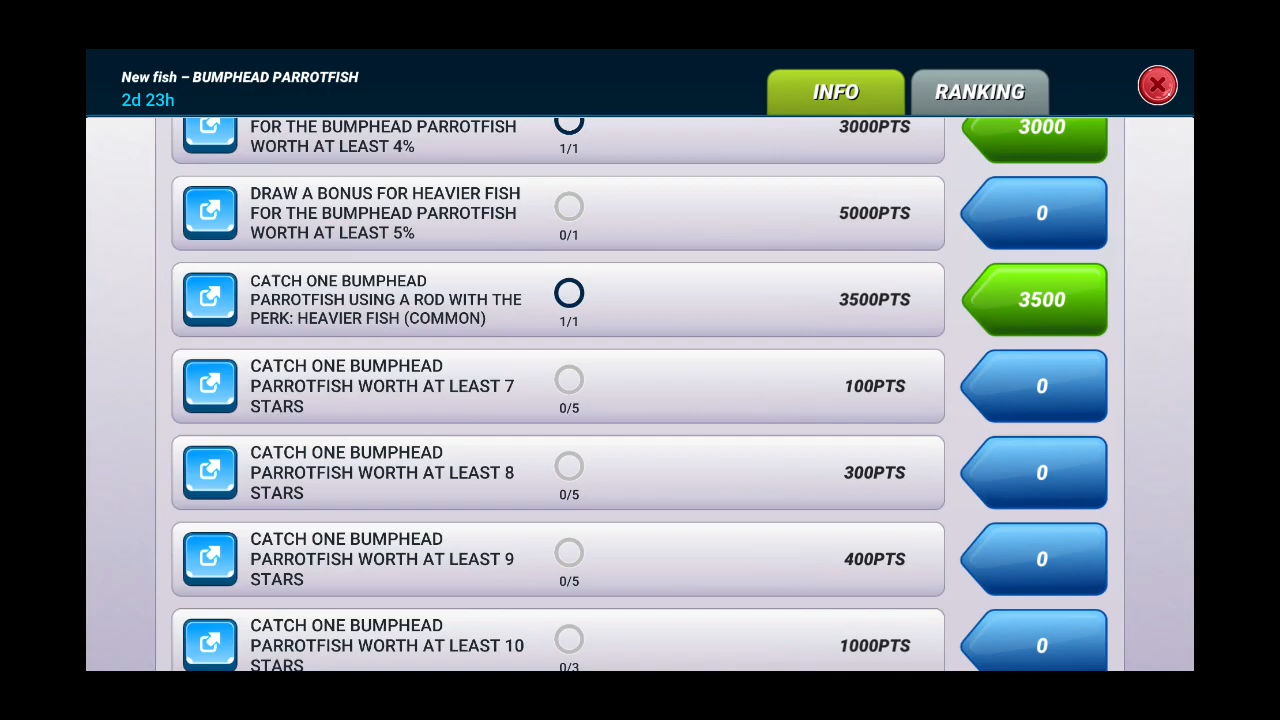 New fish – BUMPHEAD PARROTFISH
2d 23h
INFO
RANKING
FOR THE BUMPHEAD PARROTFISH
WORTH AT LEAST 4%
1/1
3000PTS
3000
DRAW A BONUS FOR HEAVIER FISH
FOR THE BUMPHEAD PARROTFISH
WORTH AT LEAST 5%
0/1
5000PTS
0
CATCH ONE BUMPHEAD
PARROTFISH USING A ROD WITH THE
PERK: HEAVIER FISH (COMMON)
1/1
3500PTS
3500
CATCH ONE BUMPHEAD
PARROTFISH WORTH AT LEAST 7
STARS
0/5
100PTS
0
CATCH ONE BUMPHEAD
PARROTFISH WORTH AT LEAST 8
STARS
0/5
300PTS
0
CATCH ONE BUMPHEAD
PARROTFISH WORTH AT LEAST 9
STARS
0/5
400PTS
0
CATCH ONE BUMPHEAD
PARROTFISH WORTH AT LEAST 10
STARS
0/3
1000PTS
0